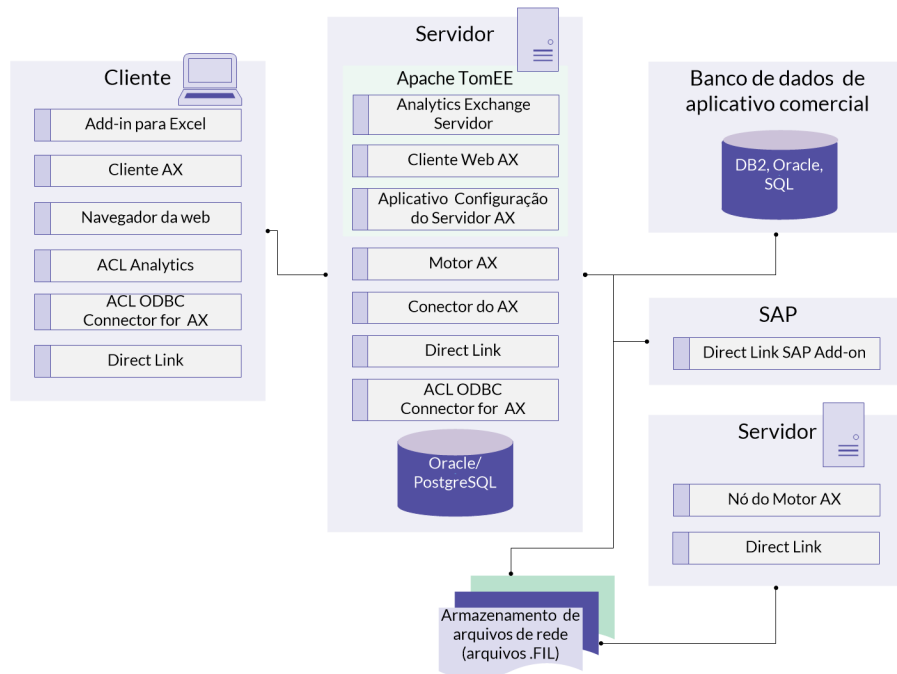 Cliente
Add-in para Excel
Cliente AX
Navegador da web
ACL Analytics
ACL ODBC
Connector for AX
Direct Link
Servidor
Apache TomEE
Analytics Exchange
Servidor
Cliente Web AX
Aplicativo Configuração
do Servidor AX
Motor AX
Conector do AX
Direct Link
ACL ODBC
Connector for AX
Oracle/
PostgreSQL
Banco de dados de
aplicativo comercial
DB2, Oracle,
SQL
SAP
Direct Link SAP Add-on
Servidor
Nó do Motor AX
Direct Link
Armazenamento de
arquivos de rede
(arquivos .FIL)